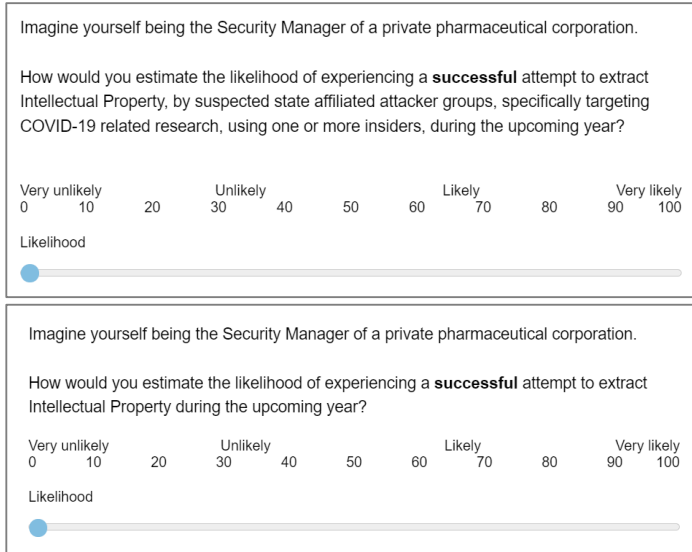 Imagine yourself being the Security Manager of a private pharmaceutical corporation.
How would you estimate the likelihood of experiencing a successful attempt to extract
Intellectual Property, by suspected state affiliated attacker groups, specifically targeting
COVID-19 related research, using one or more insiders, during the upcoming year?
Very unlikely Unlikely Likely Very likely
0 10 20 30 40 50 60 70 80 90 100
Likelihood
Imagine yourself being the Security Manager of a private pharmaceutical corporation.
How would you estimate the likelihood of experiencing a successful attempt to extract
Intellectual Property during the upcoming year?
Very unlikely Unlikely Likely Very likely
0 10 20 30 40 50 60 70 80 90 100
Likelihood